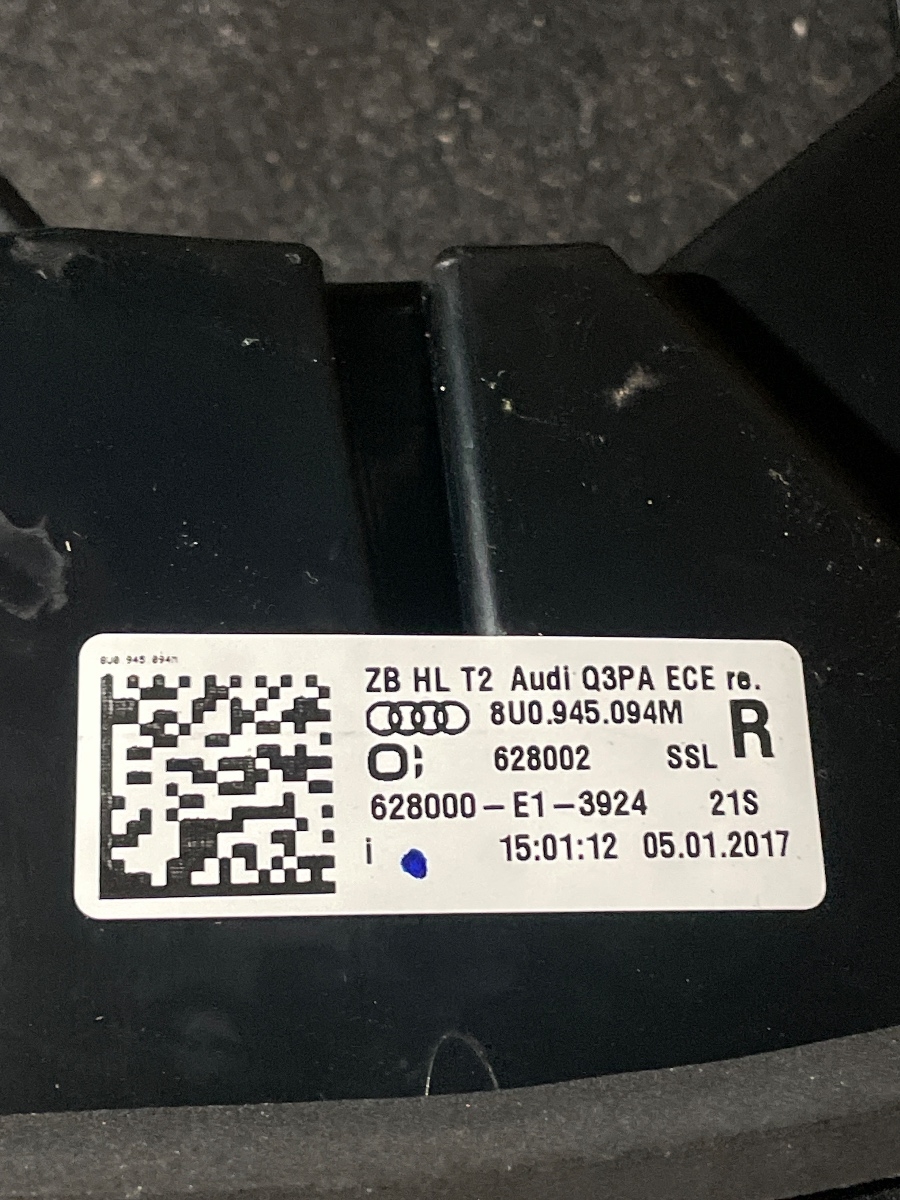 8U0 945 094M
ZB HL T2 Audi Q3PA ECE re.
8U0.945.094M R
628002 SSL
628000-E1-3924 21S
i 15:01:12 05.01.2017